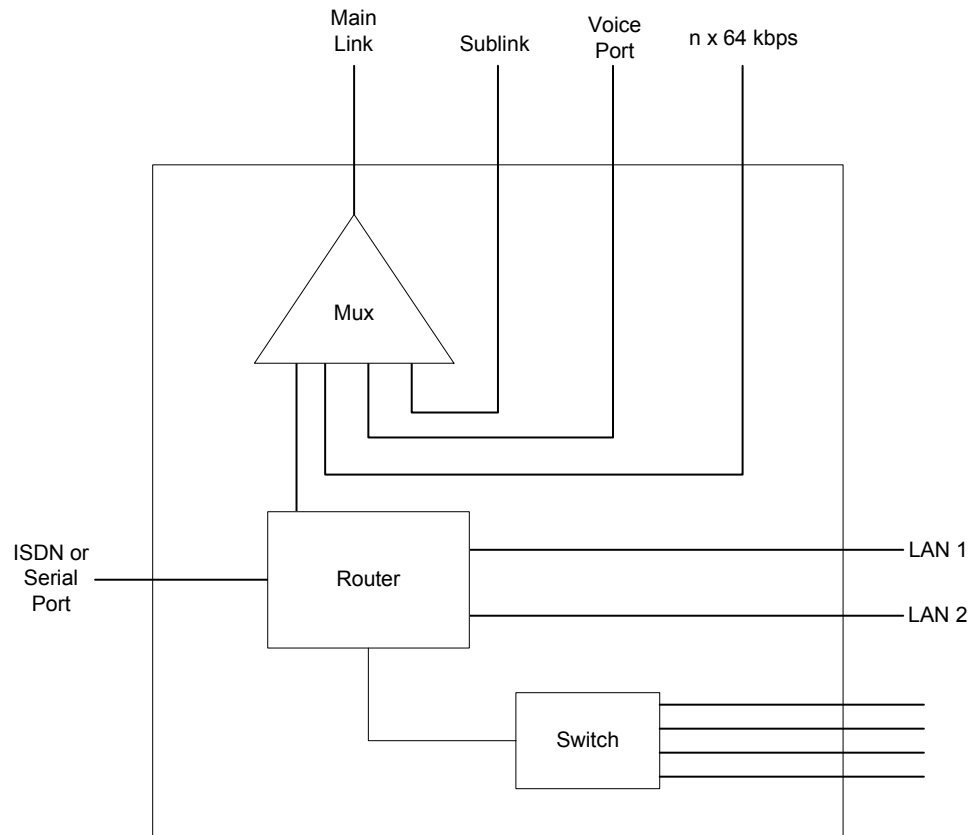 Main
Link
Sublink
Voice
Port
n x 64 kbps
Mux
ISDN or
Serial
Port
Router
LAN 1
LAN 2
Switch